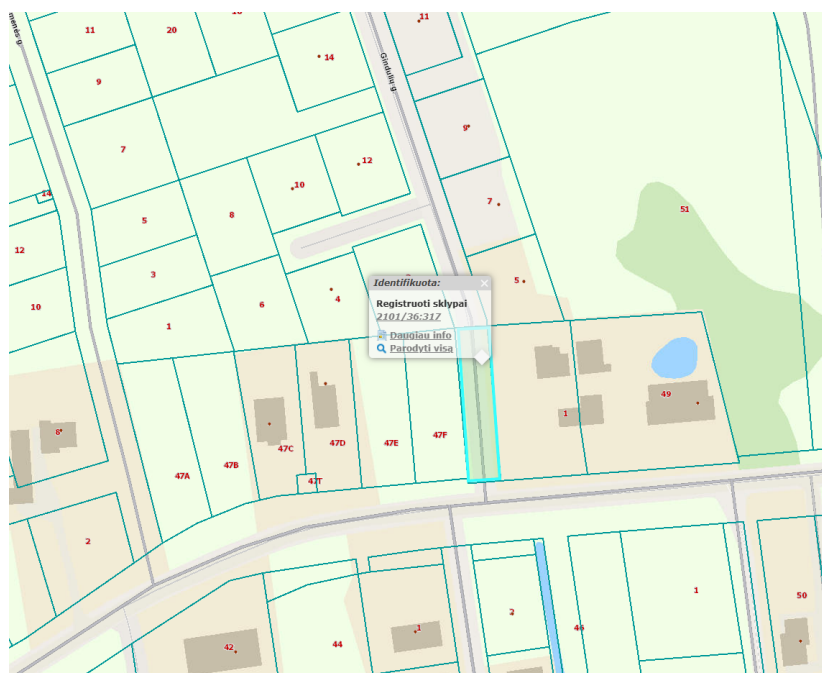 11
20
11
14
9
Gindulių g.
9
7
12
10
14
7
51
5
8
12
3
5
6
4
10
1
Identifikuota:
Registruoti sklypai
2101/36:317
Daugiau info
Parodyti visą
49
1
8
47C
47D
47E
47F
47A
47B
47T
2
1
50
2
1
46
42
44